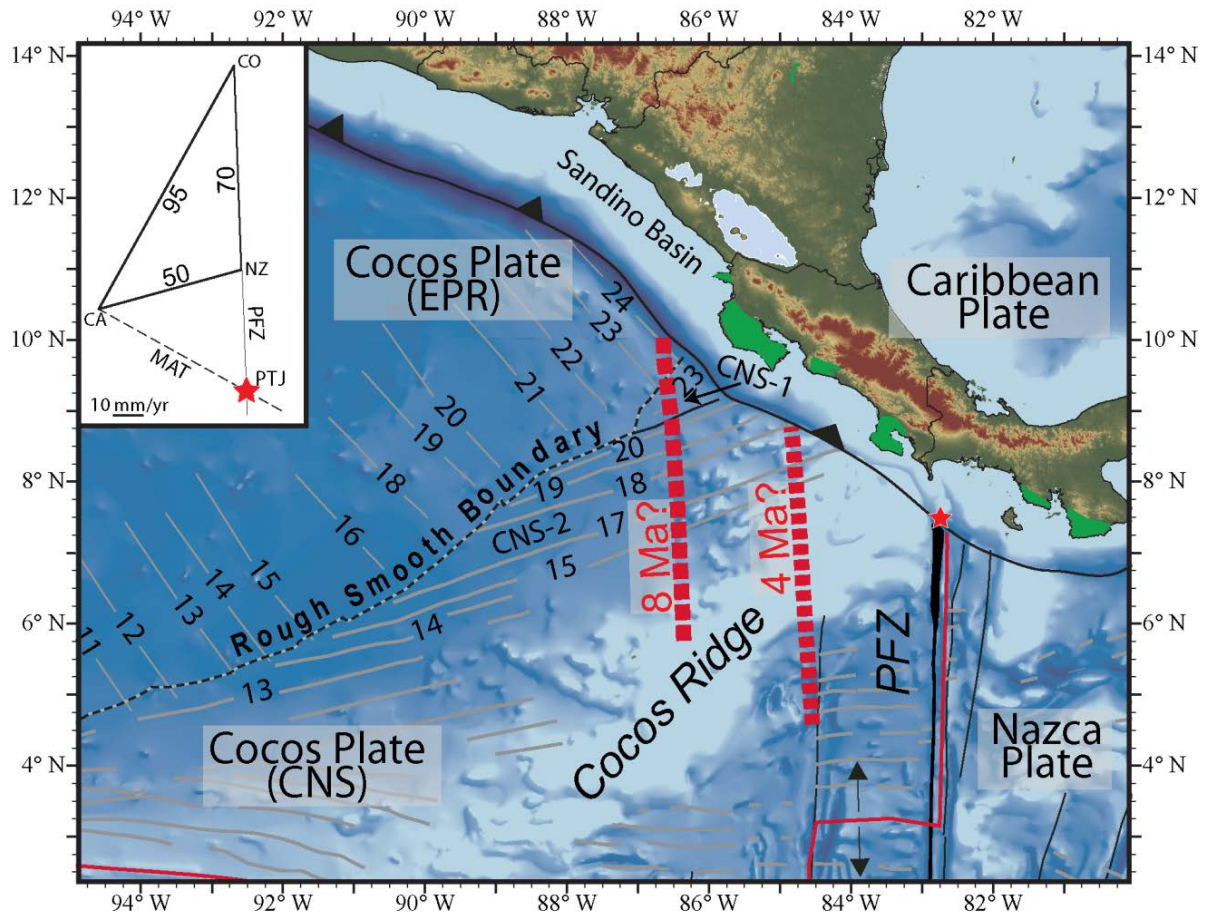 94° W 92° W 90° W 88° W 86° W 84° W 82° W
14° N
12° N
10° N
8° N
6° N
4° N
14° N
12° N
10° N
8° N
6° N
4° N
CO
95
70
50
NZ
CA
PFZ
MAT
PTJ
10 mm/yr
Sandino Basin
Cocos Plate
(EPR)
Caribbean
Plate
24
23
22
21
20
19
18
16
15
14
13
12
11
23
CNS-1
Rough Smooth Boundary
20
19
18
CNS-2
17
15
14
13
8 Ma?
4 Ma?
Cocos Ridge
PFZ
Cocos Plate
(CNS)
Nazca
Plate
94° W 92° W 90° W 88° W 86° W 84° W 82° W